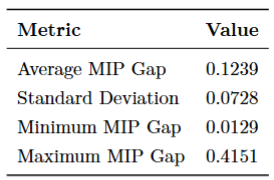 Metric Value
Average MIP Gap 0.1239
Standard Deviation 0.0728
Minimum MIP Gap 0.0129
Maximum MIP Gap 0.4151